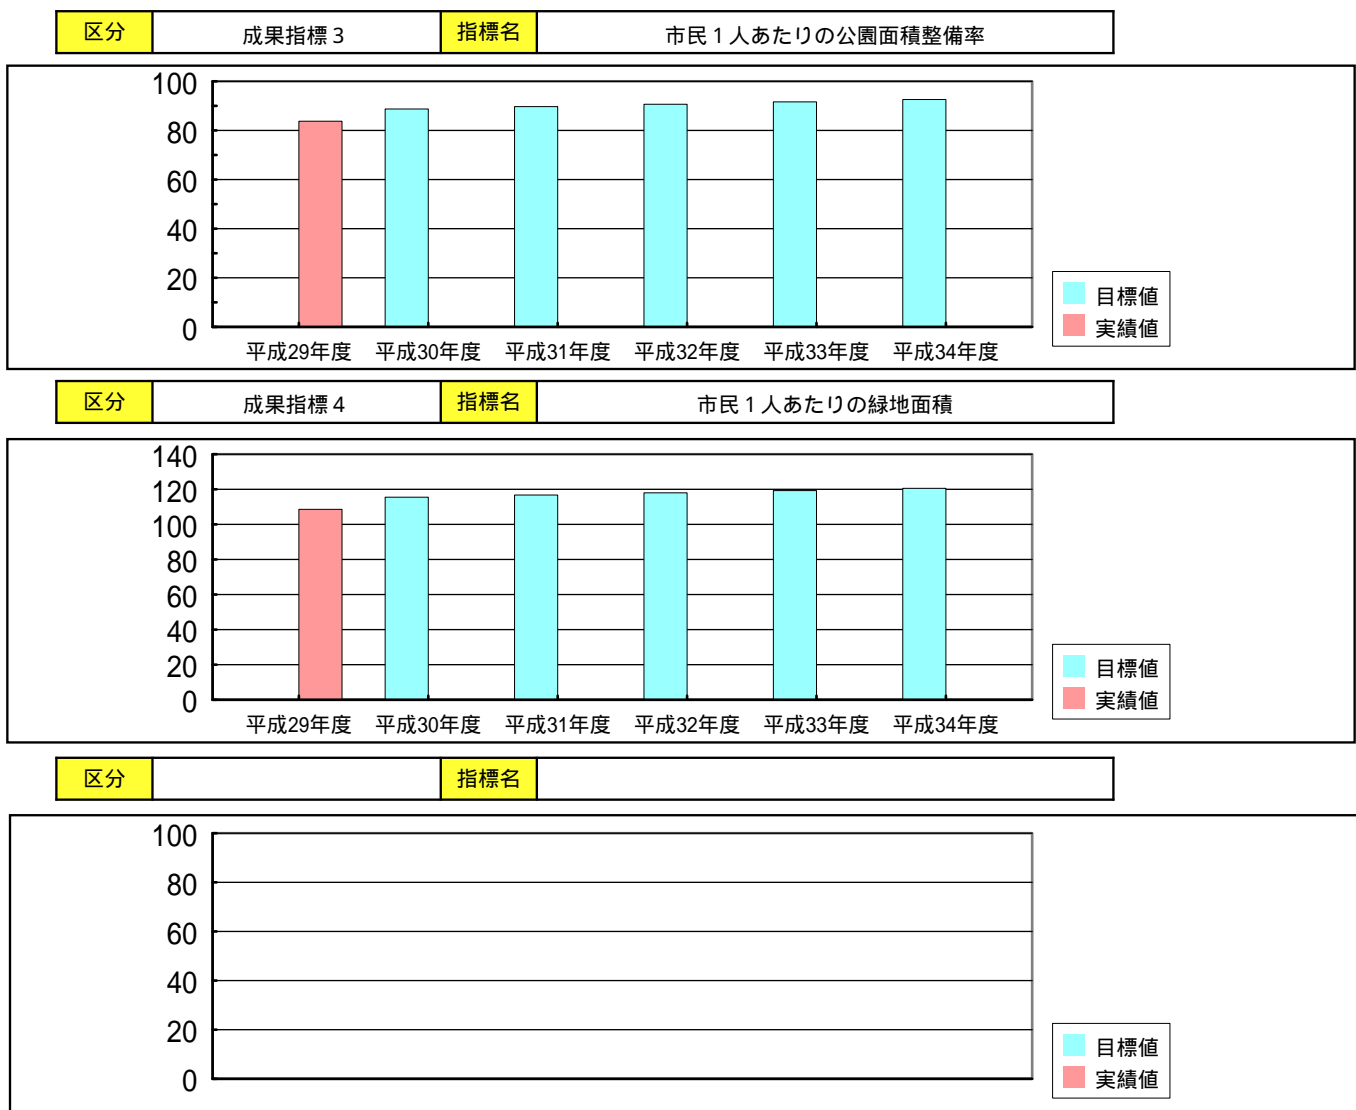 区分 成果指標３ 指標名 市民１人あたりの公園面積整備率
100
80
60
40
20
0
平成29年度 平成30年度 平成31年度 平成32年度 平成33年度 平成34年度
目標値
実績値
区分 成果指標４ 指標名 市民１人あたりの緑地面積
140
120
100
80
60
40
20
0
平成29年度 平成30年度 平成31年度 平成32年度 平成33年度 平成34年度
目標値
実績値
区分 指標名
100
80
60
40
20
0
目標値
実績値